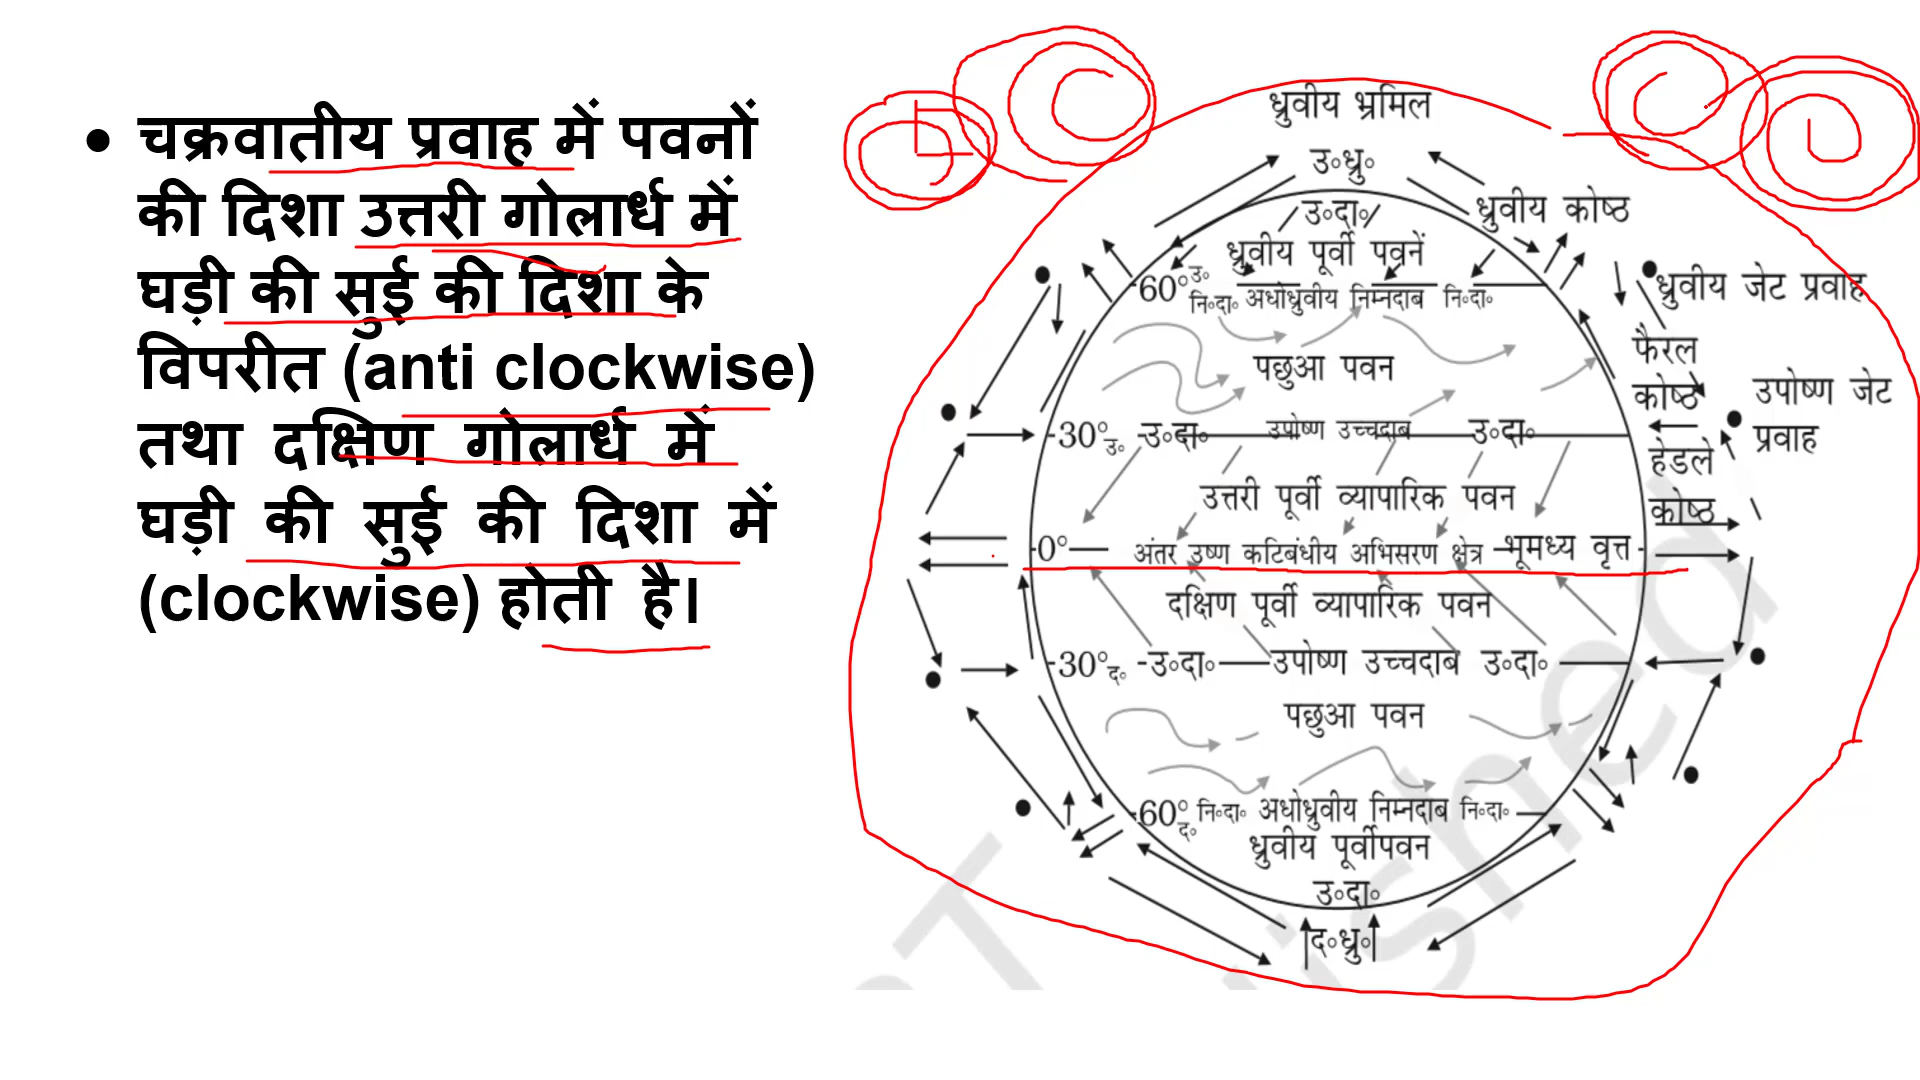 • चक्रवातीय प्रवाह में पवनों
की दिशा उत्तरी गोलार्ध में
घड़ी की सुई की दिशा के
विपरीत (anti clockwise)
तथा दक्षिण गोलार्ध में
घड़ी की सुई की दिशा में
(clockwise) होती है।
ध्रुवीय भ्रमिल
उ॰ध्रु॰
ध्रुवीय कोष्ठ
उ॰दा॰
ध्रुवीय पूर्वी पवनें
60° उ॰
नि॰दा॰ अधोध्रुवीय निम्नदाब नि॰दा॰
ध्रुवीय जेट प्रवाह
पछुआ पवन
फैरल
कोष्ठ
उपोष्ण जेट
प्रवाह
30° उ॰ उ॰दा॰ उपोष्ण उच्चदाब उ॰दा॰
हेडले
कोष्ठ
उत्तरी पूर्वी व्यापारिक पवन
0° अंतर उष्ण कटिबंधीय अभिसरण क्षेत्र भूमध्य वृत्त
दक्षिण पूर्वी व्यापारिक पवन
30° द॰ उ॰दा॰ उपोष्ण उच्चदाब उ॰दा॰
पछुआ पवन
60° द॰ नि॰दा॰ अधोध्रुवीय निम्नदाब नि॰दा॰
ध्रुवीय पूर्वीपवन
उ॰दा॰
द॰ध्रु॰